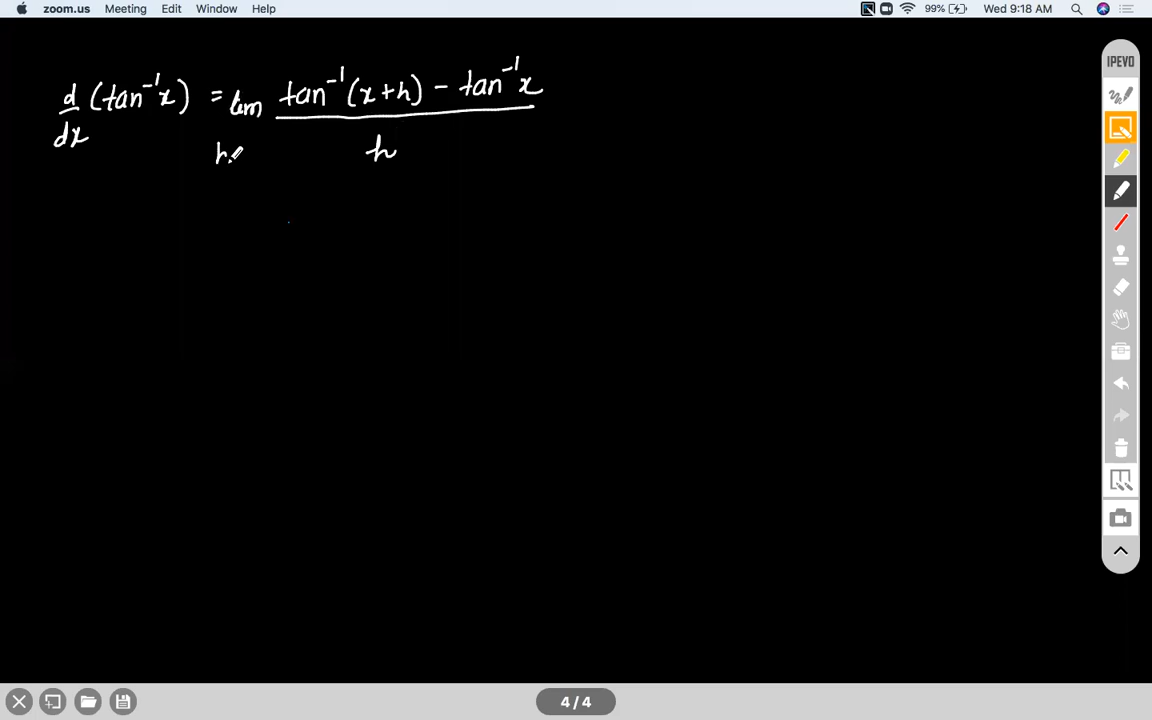 zoom.us Meeting Edit Window Help 99% Wed 9:18 AM
IPEVO
d/dx (tan⁻¹x) = lim tan⁻¹(x+h) − tan⁻¹x
h h
4 / 4